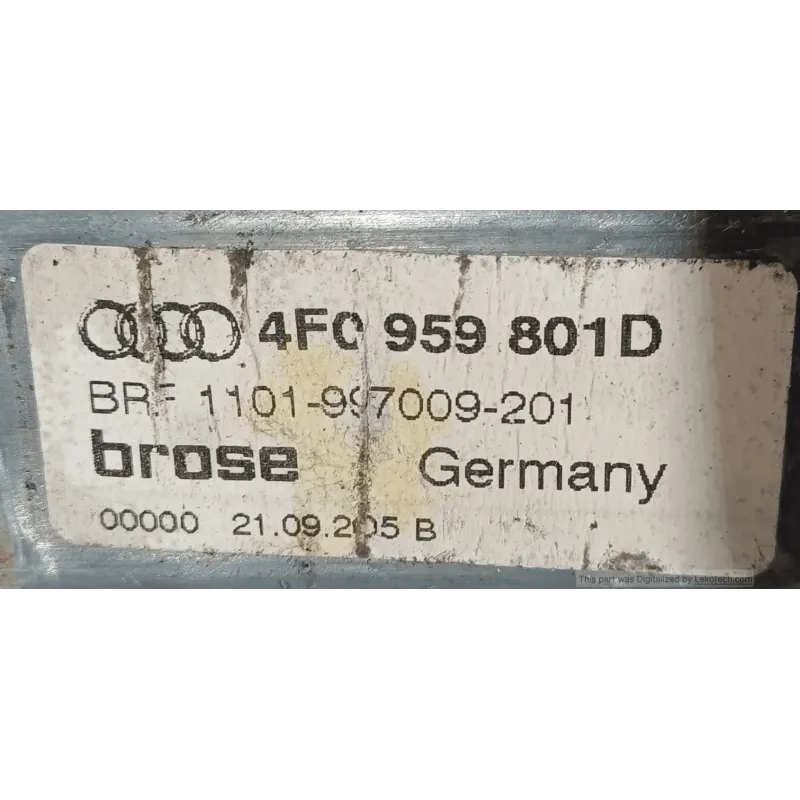 4F0 959 801D
BRF 1101-997009-201
brose Germany
00000 21.09.2005 B
This part was Digitalized by Lekotech.com